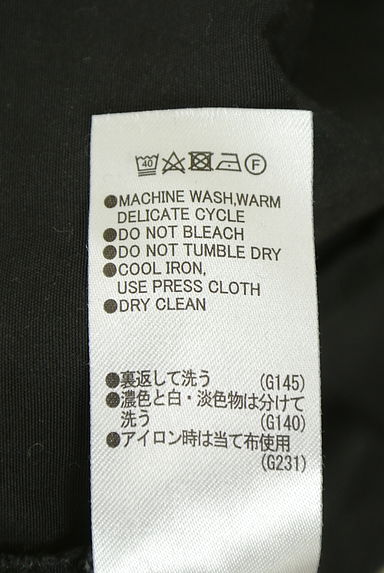 40 F
●MACHINE WASH,WARM
DELICATE CYCLE
●DO NOT BLEACH
●DO NOT TUMBLE DRY
●COOL IRON,
USE PRESS CLOTH
●DRY CLEAN
●裏返して洗う (G145)
●濃色と白・淡色物は分けて
洗う (G140)
●アイロン時は当て布使用
(G231)